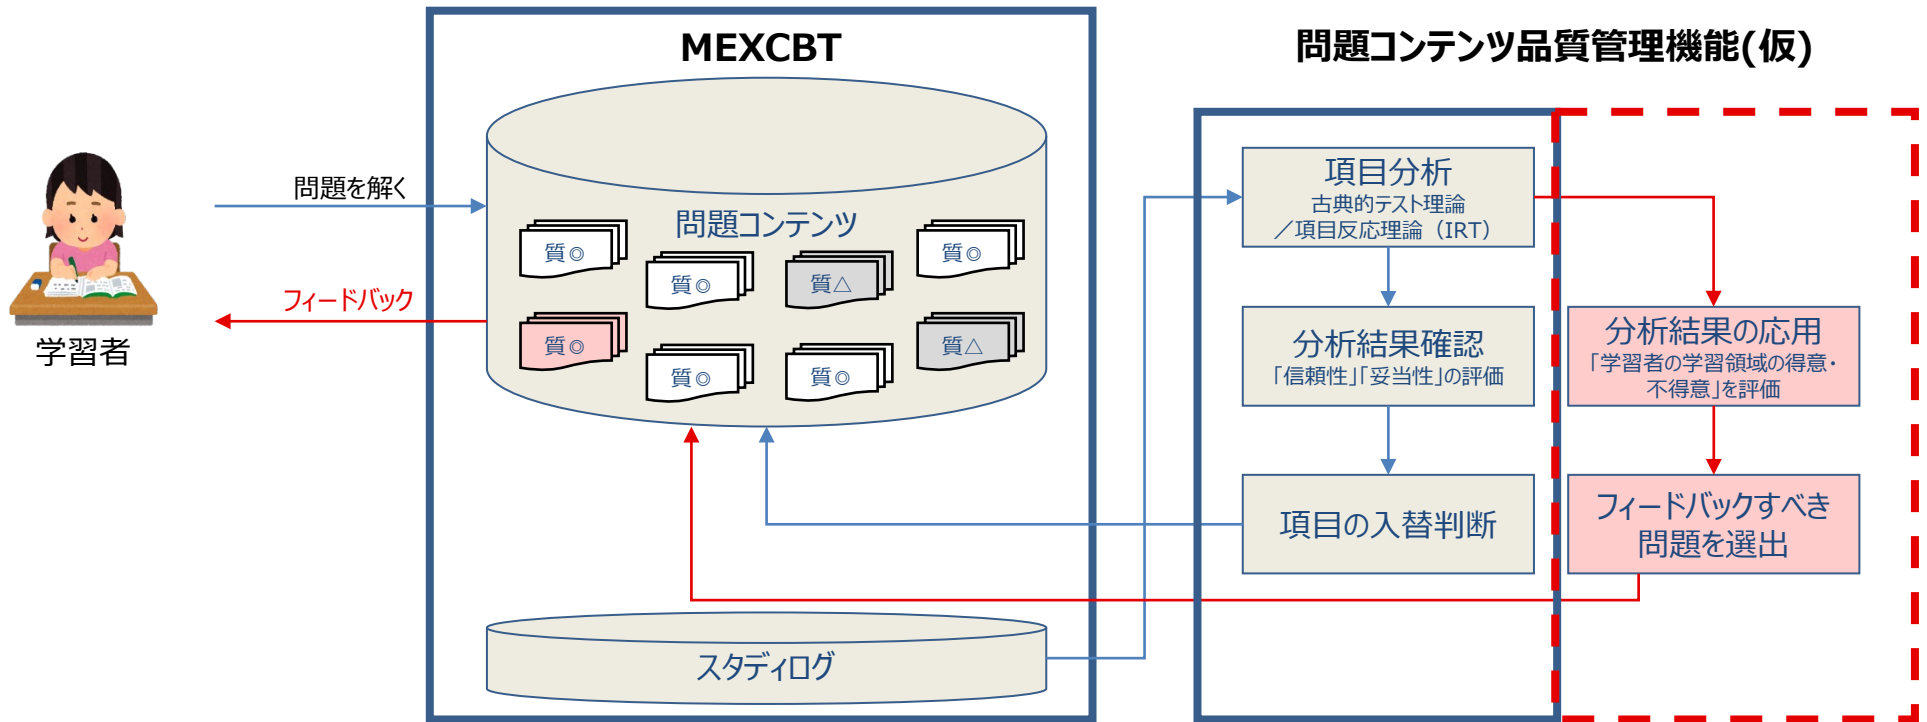 MEXCBT
問題コンテンツ品質管理機能(仮)
問題を解く
フィードバック
学習者
問題コンテンツ
質◎
質◎
質△
質◎
質◎
質◎
質◎
質△
スタディログ
項目分析
古典的テスト理論
／項目反応理論（IRT）
分析結果確認
「信頼性」「妥当性」の評価
項目の入替判断
分析結果の応用
「学習者の学習領域の得意・
不得意」を評価
フィードバックすべき
問題を選出